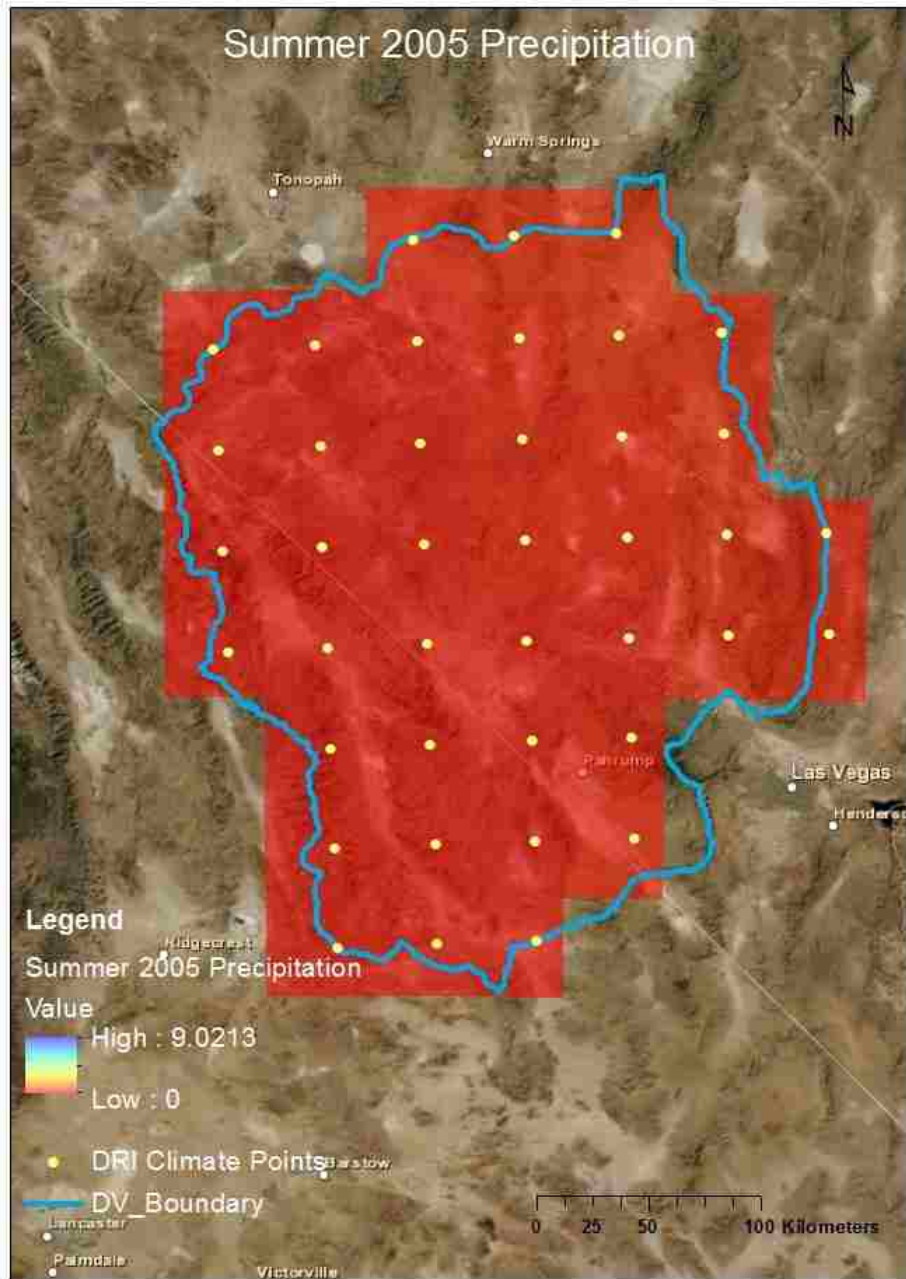 Summer 2005 Precipitation
N
Warm Springs
Tonopah
Pahrump
Las Vegas
Henders
Legend
Ridgecrest
Summer 2005 Precipitation
Value
High : 9.0213
Low : 0
DRI Climate Points
Barstow
DV_Boundary
0 25 50 100 Kilometers
Lancaster
Palmdale
Victorville